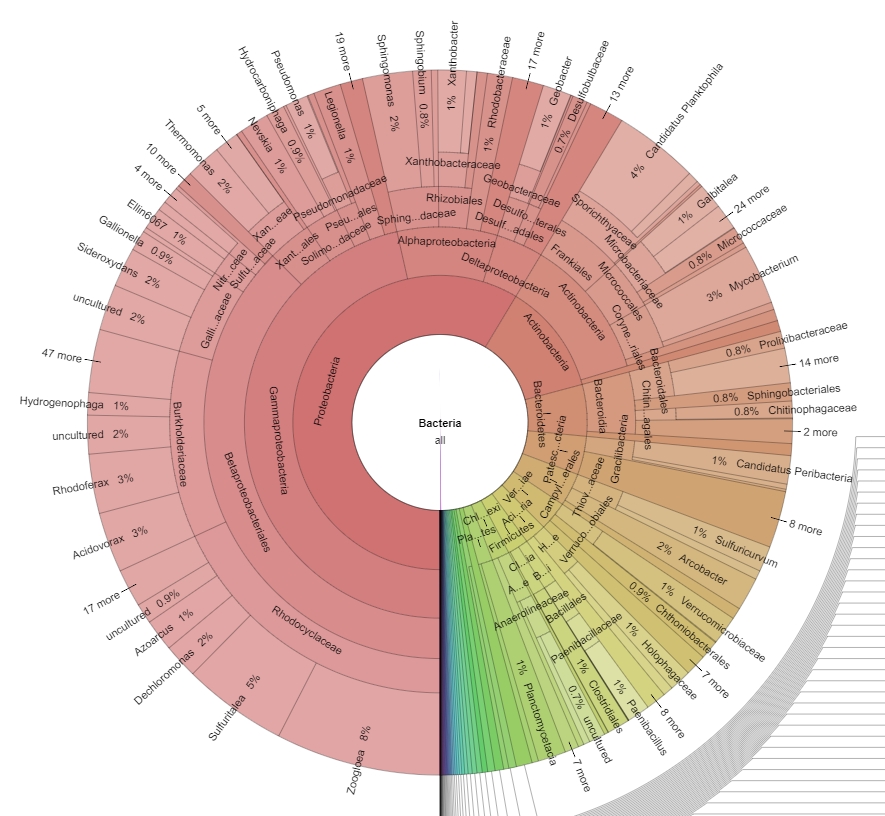 Bacteria
all
Proteobacteria
Gammaproteobacteria
Betaproteobacteriales
Rhodocyclaceae
Zoogloea 8%
Sulfuritalea 5%
Dechloromonas 2%
Azoarcus 1%
uncultured 0.9%
17 more
Burkholderiaceae
Acidovorax 3%
Rhodoferax 3%
uncultured 2%
Hydrogenophaga 1%
47 more
Galli...aceae
uncultured 2%
Sideroxydans 2%
Gallionella 0.9%
Nitr...ceae
Ellin6067 1%
Sulfu...aceae
4 more
10 more
Xant...ales
Xan...eae
Thermomonas 2%
5 more
Solimo...daceae
Nevskia 1%
Hydrocarboniphaga 0.9%
Pseu...ales
Pseudomonadaceae
Pseudomonas 1%
Legionella 1%
19 more
Alphaproteobacteria
Sphing...daceae
Sphingomonas 2%
Sphingobium 0.8%
Rhizobiales
Xanthobacteraceae
1% Xanthobacter
1% Rhodobacteraceae
17 more
Deltaproteobacteria
Desulf...adales
Geobacteraceae
1% Geobacter
Desulfo...terales
0.7% Desulfobulbaceae
13 more
Actinobacteria
Actinobacteria
Frankiales
Sporichthyaceae
4% Candidatus Planktophila
Micrococcales
Microbacteriaceae
1% Galbitalea
24 more
0.8% Micrococcaceae
Coryne...riales
3% Mycobacterium
Bacteroidetes
Bacteroidia
Bacteroidales
0.8% Prolixibacteraceae
14 more
0.8% Sphingobacteriales
Chitin...agales
0.8% Chitinophagaceae
2 more
Patesc...cteria
Gracilibacteria
1% Candidatus Peribacteria
8 more
Campyl...erales
Thiov...aceae
1% Sulfuricurvum
2% Arcobacter
Ver...iae
Verruco...obiales
1% Verrucomicrobiaceae
0.9% Chthoniobacterales
7 more
Aci...ria
H...e
1% Holophagaceae
8 more
Firmicutes
B...i
Bacillales
Paenibacillaceae
1% Paenibacillus
C...ia
1% Clostridiales
Chl...exi
A...e
Anaerolineaceae
0.7% uncultured
7 more
Pla...tes
1% Planctomycetacia